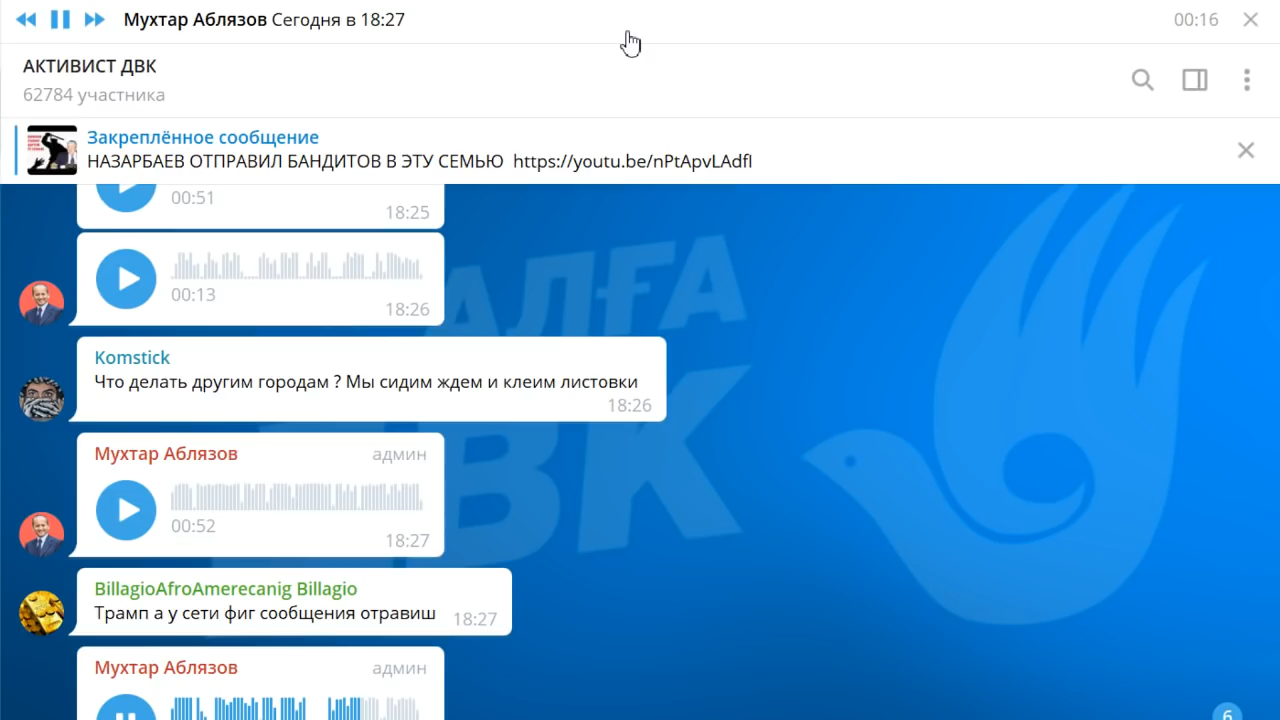 Мухтар Аблязов Сегодня в 18:27
00:16
АКТИВИСТ ДВК
62784 участника
Закреплённое сообщение
НАЗАРБАЕВ ОТПРАВИЛ БАНДИТОВ В ЭТУ СЕМЬЮ https://youtu.be/nPtApvLAdfI
00:51
18:25
00:13
18:26
АЛҒА
ДВК
Komstick
Что делать другим городам ? Мы сидим ждем и клеим листовки
18:26
Мухтар Аблязов админ
00:52
18:27
BillagioAfroAmerecanig Billagio
Трамп а у сети фиг сообщения отравиш 18:27
Мухтар Аблязов админ
6